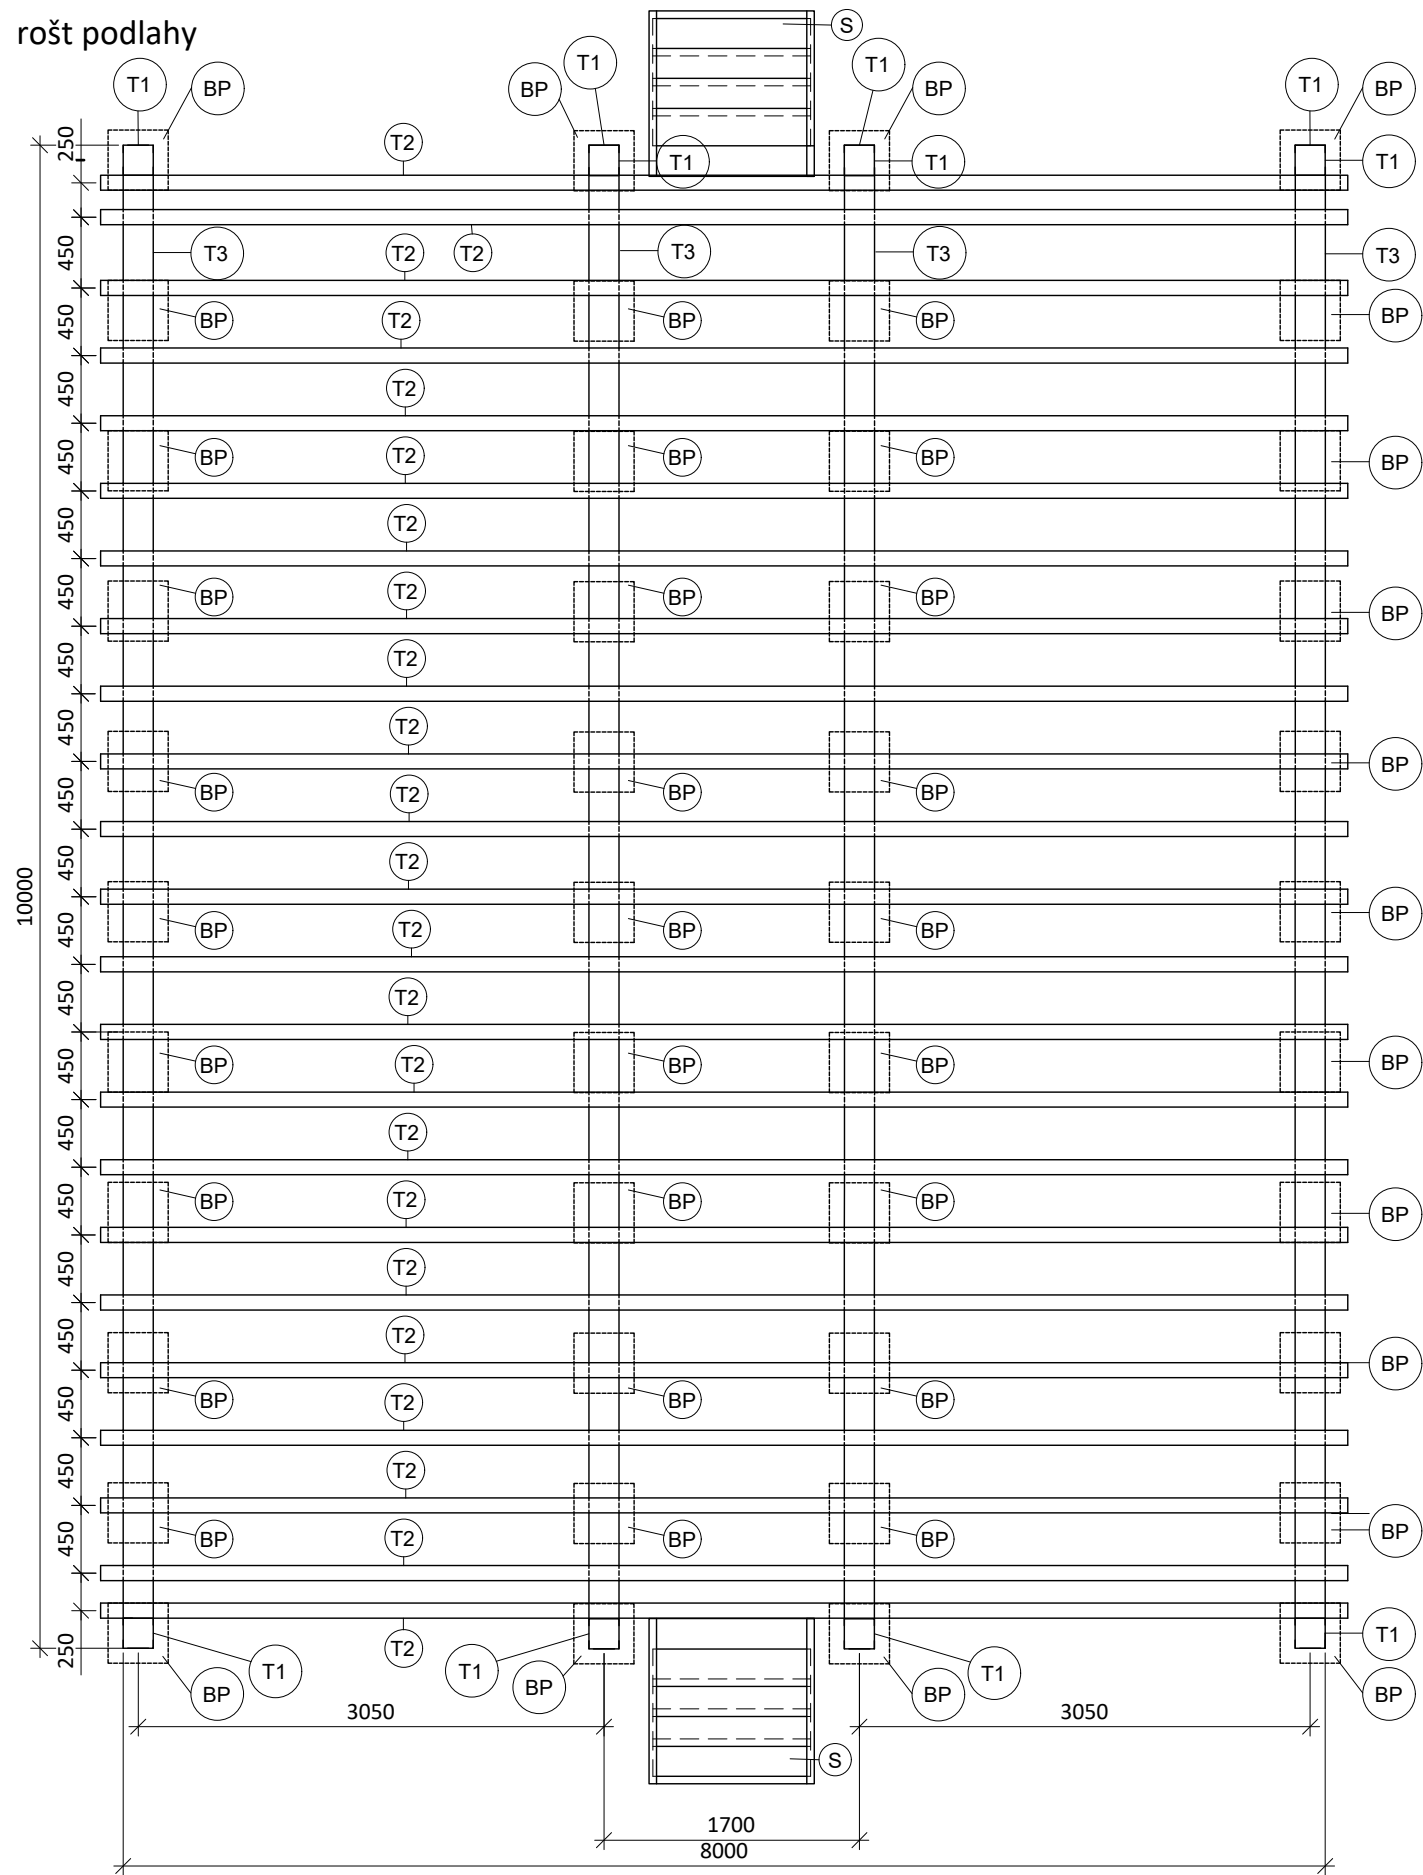 rošt podlahy
S
T1 BP BP T1 T1 BP T1 BP
250 T2 T1 T1 T1
450 T3 T2 T2 T3 T3 T3
450 BP T2 BP BP BP
450 T2
450 BP T2 BP BP BP
450 T2
450 BP T2 BP BP BP
450 T2
450 T2
450 BP T2 BP BP BP
10000
450 T2
450 BP T2 BP BP BP
450 T2
450 BP T2 BP BP BP
450 T2
450 BP T2 BP BP BP
450 T2
450 T2
450 BP T2 BP BP BP
450 T2
450 BP T2 BP BP BP
250 T2 T1
T1 T1 T1
BP BP BP BP
3050 3050
S
1700
8000